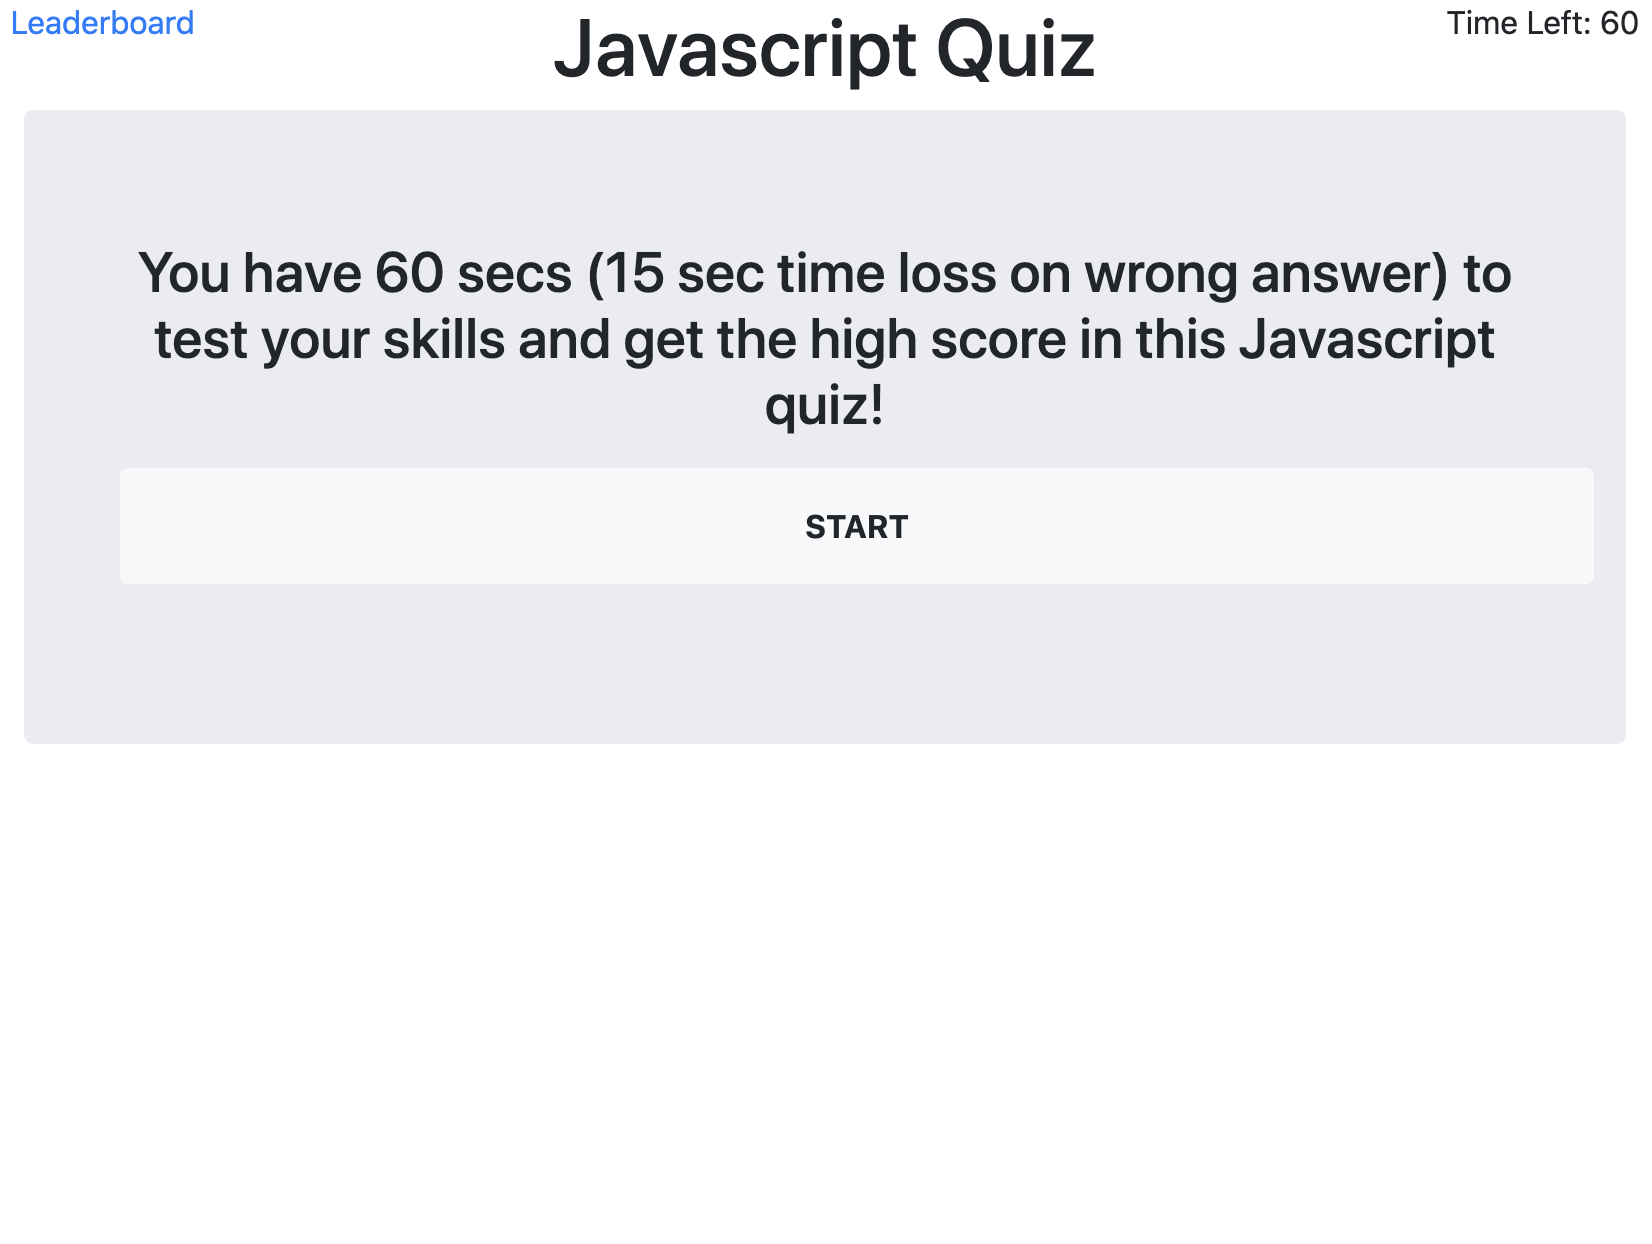 Leaderboard
Javascript Quiz
Time Left: 60
You have 60 secs (15 sec time loss on wrong answer) to
test your skills and get the high score in this Javascript
quiz!
START